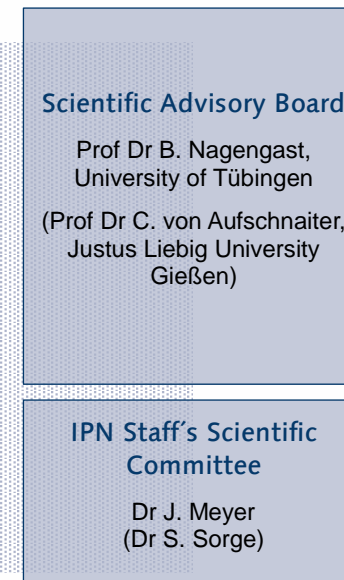 Scientific Advisory Board
Prof Dr B. Nagengast,
University of Tübingen
(Prof Dr C. von Aufschnaiter,
Justus Liebig University
Gießen)
IPN Staff´s Scientific
Committee
Dr J. Meyer
(Dr S. Sorge)